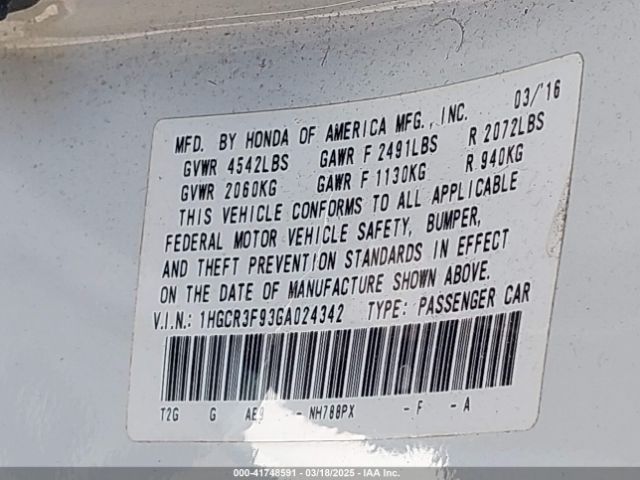 03/'16
MFD. BY HONDA OF AMERICA MFG., INC.
GVWR 4542LBS GAWR F 2491LBS R 2072LBS
GVWR 2060KG GAWR F 1130KG R 940KG
THIS VEHICLE CONFORMS TO ALL APPLICABLE
FEDERAL MOTOR VEHICLE SAFETY, BUMPER,
AND THEFT PREVENTION STANDARDS IN EFFECT
ON THE DATE OF MANUFACTURE SHOWN ABOVE.
V.I.N.: 1HGCR3F93GA024342 TYPE: PASSENGER CAR
T2G G AE9 - NH788PX - F - A
000-41748591 - 03/18/2025 - IAA Inc.